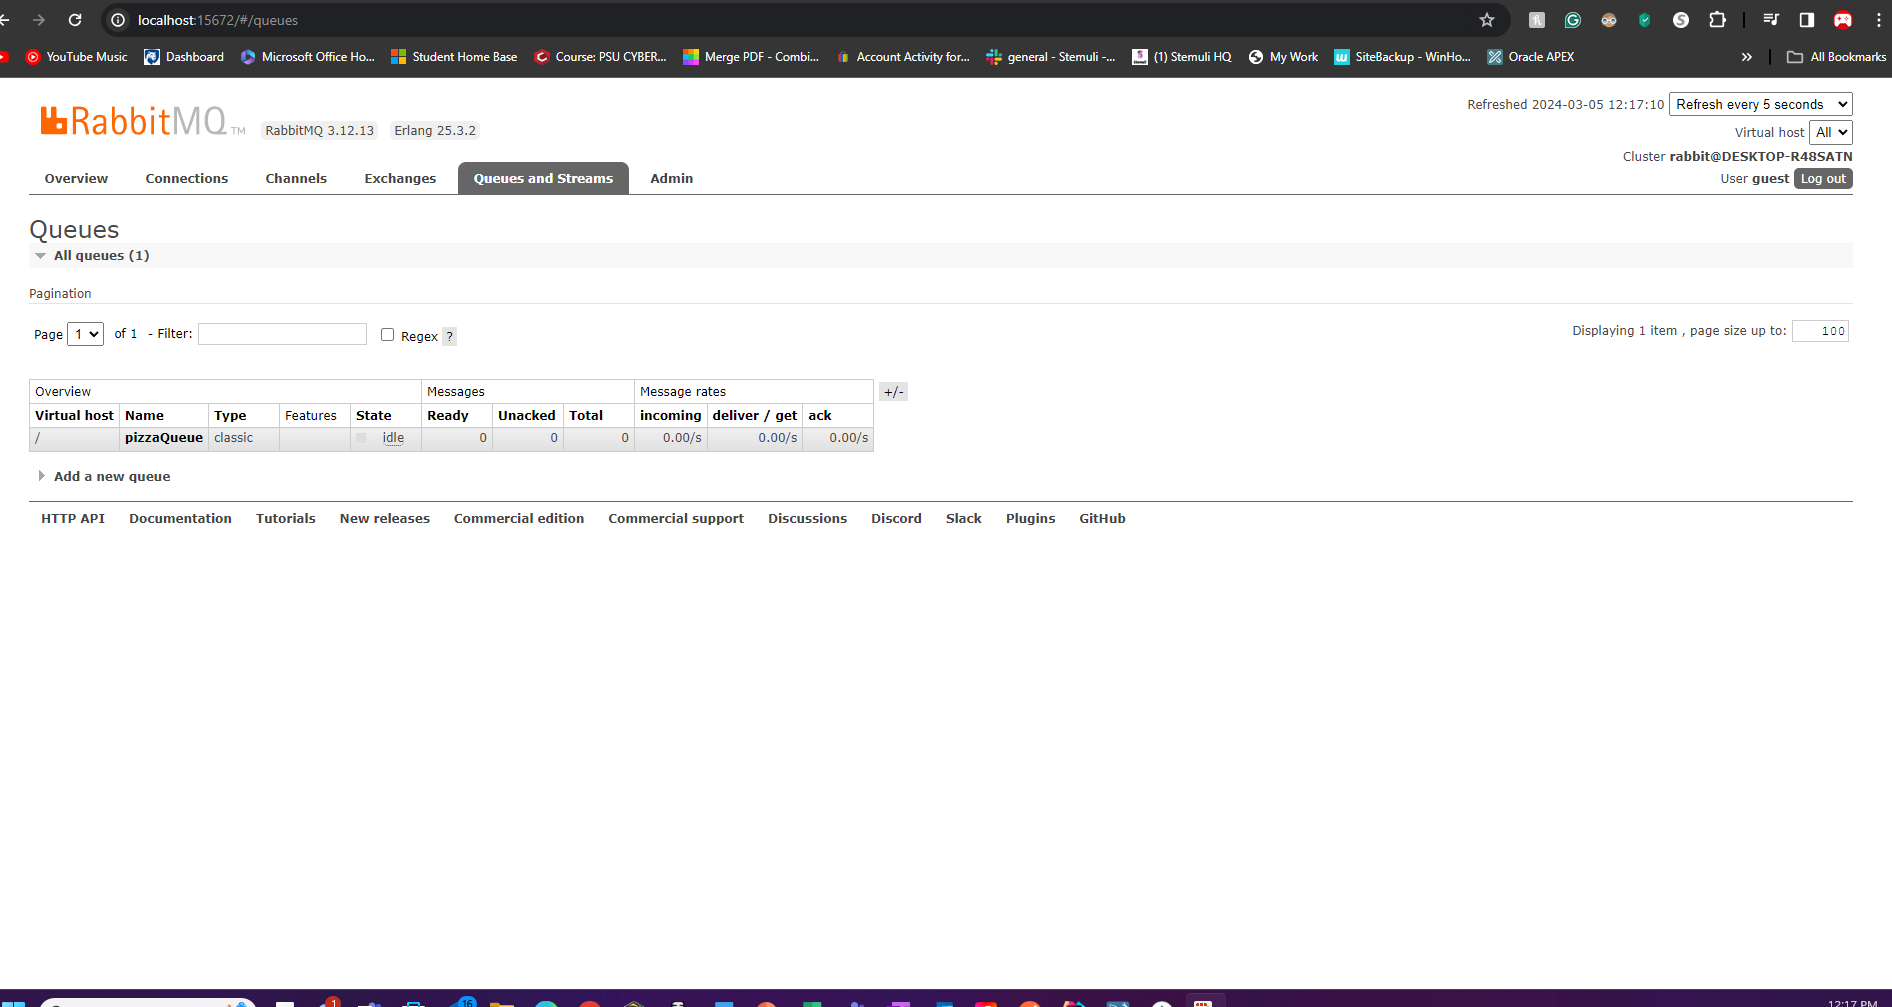 localhost:15672/#/queues
YouTube Music Dashboard Microsoft Office Ho... Student Home Base Course: PSU CYBER... Merge PDF - Combi... Account Activity for... general - Stemuli -... (1) Stemuli HQ My Work SiteBackup - WinHo... Oracle APEX » All Bookmarks
RabbitMQ TM RabbitMQ 3.12.13 Erlang 25.3.2
Refreshed 2024-03-05 12:17:10 Refresh every 5 seconds
Virtual host All
Cluster rabbit@DESKTOP-R48SATN
User guest Log out
Overview Connections Channels Exchanges Queues and Streams Admin
Queues
All queues (1)
Pagination
Page 1 of 1 - Filter: Regex ?
Displaying 1 item , page size up to: 100
Overview Messages Message rates +/-
Virtual host Name Type Features State Ready Unacked Total incoming deliver / get ack
/ pizzaQueue classic idle 0 0 0 0.00/s 0.00/s 0.00/s
Add a new queue
HTTP API Documentation Tutorials New releases Commercial edition Commercial support Discussions Discord Slack Plugins GitHub
1 16 12:17 PM